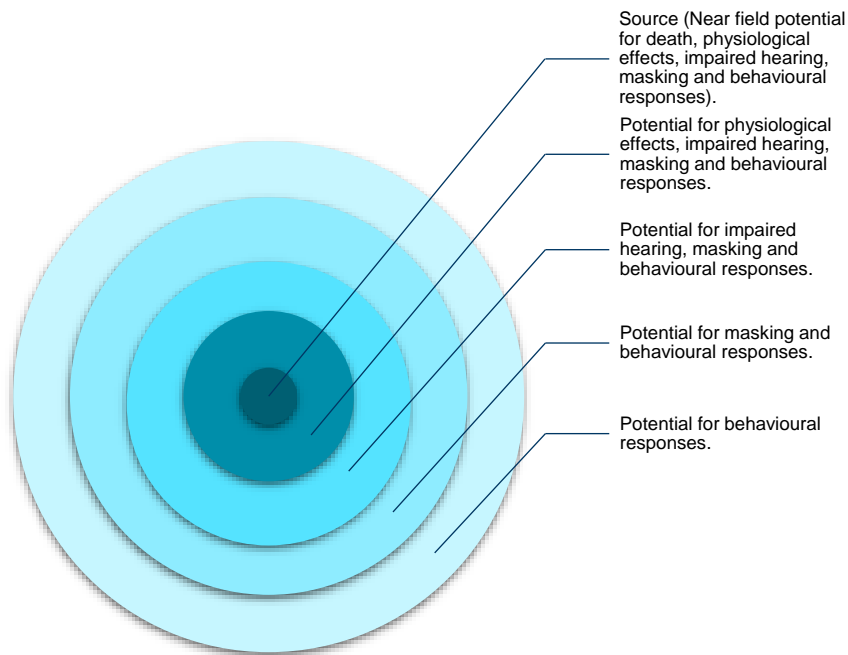 Source (Near field potential
for death, physiological
effects, impaired hearing,
masking and behavioural
responses).
Potential for physiological
effects, impaired hearing,
masking and behavioural
responses.
Potential for impaired
hearing, masking and
behavioural responses.
Potential for masking and
behavioural responses.
Potential for behavioural
responses.